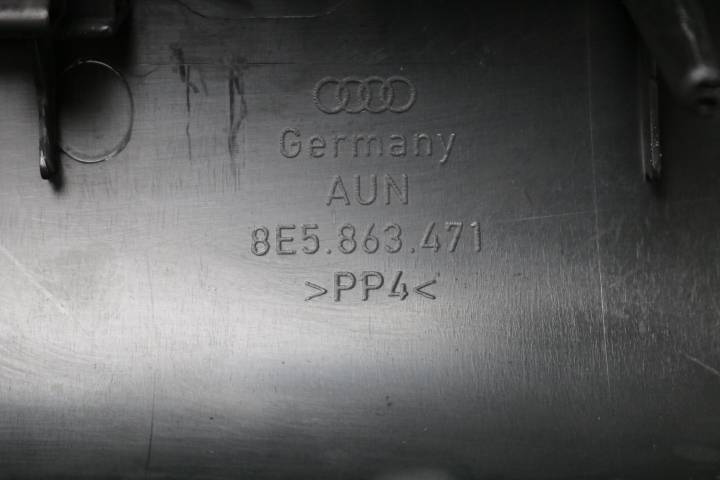 Germany
AUN
8E5.863.471
>PP4<